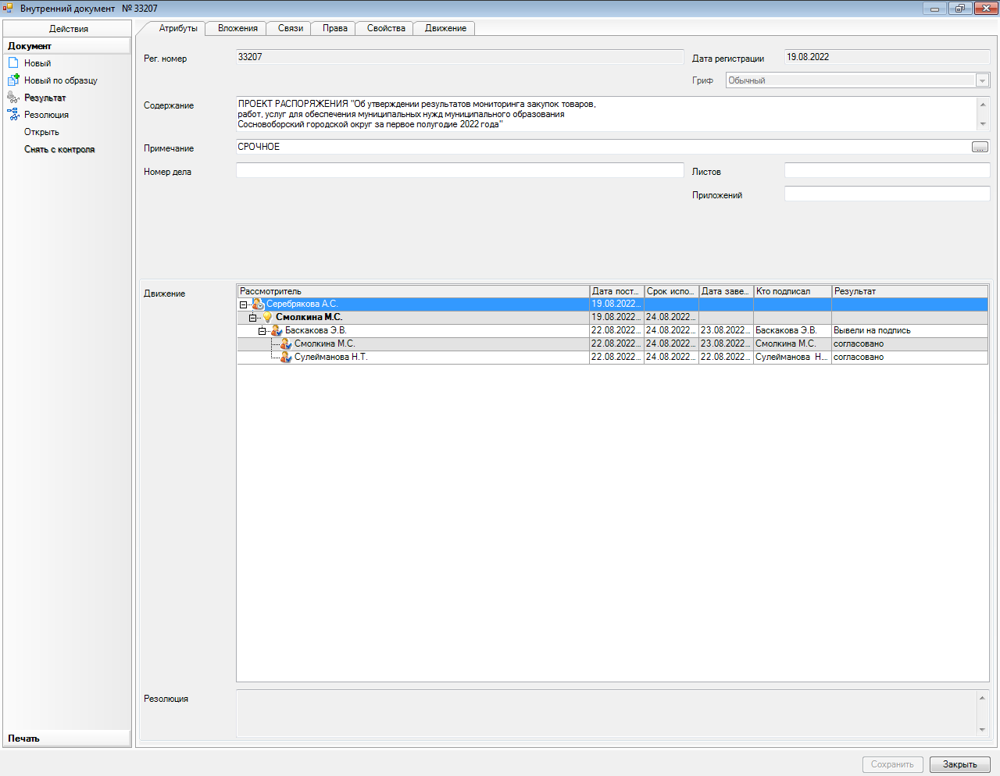 Внутренний документ № 33207
Действия
Документ
Новый
Новый по образцу
Результат
Резолюция
Открыть
Снять с контроля
Печать
Атрибуты Вложения Связи Права Свойства Движение
Рег. номер 33207 Дата регистрации 19.08.2022
Гриф Обычный
Содержание ПРОЕКТ РАСПОРЯЖЕНИЯ "Об утверждении результатов мониторинга закупок товаров,
работ, услуг для обеспечения муниципальных нужд муниципального образования
Сосновоборский городской округ за первое полугодие 2022 года"
Примечание СРОЧНОЕ ...
Номер дела Листов
Приложений
Движение
Рассмотритель Дата пост... Срок испо... Дата заве... Кто подписал Результат
Серебрякова А.С. 19.08.2022...
Смолкина М.С. 19.08.2022... 24.08.2022...
Баскакова Э.В. 22.08.2022... 24.08.2022... 23.08.2022... Баскакова Э.В. Вывели на подпись
Смолкина М.С. 22.08.2022... 24.08.2022... 23.08.2022... Смолкина М.С. согласовано
Сулейманова Н.Т. 22.08.2022... 24.08.2022... 22.08.2022... Сулейманова Н.... согласовано
Резолюция
Сохранить Закрыть